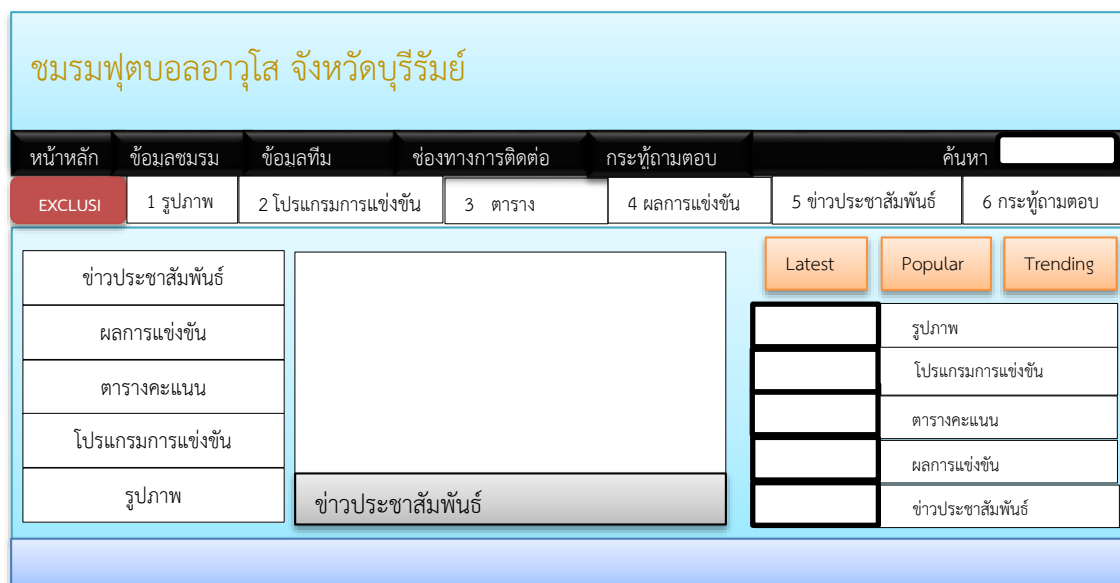 ชมรมฟุตบอลอาวุโส จังหวัดบุรีรัมย์
หน้าหลัก ข้อมลชมรม ข้อมลทีม ช่องทางการติดต่อ กระทู้ถามตอบ ค้นหา
EXCLUSI 1 รูปภาพ 2 โปรแกรมการแข่งขัน 3 ตาราง 4 ผลการแข่งขัน 5 ข่าวประชาสัมพันธ์ 6 กระทู้ถามตอบ
ข่าวประชาสัมพันธ์
ผลการแข่งขัน
ตารางคะแนน
โปรแกรมการแข่งขัน
รูปภาพ
ข่าวประชาสัมพันธ์
Latest Popular Trending
รูปภาพ
โปรแกรมการแข่งขัน
ตารางคะแนน
ผลการแข่งขัน
ข่าวประชาสัมพันธ์